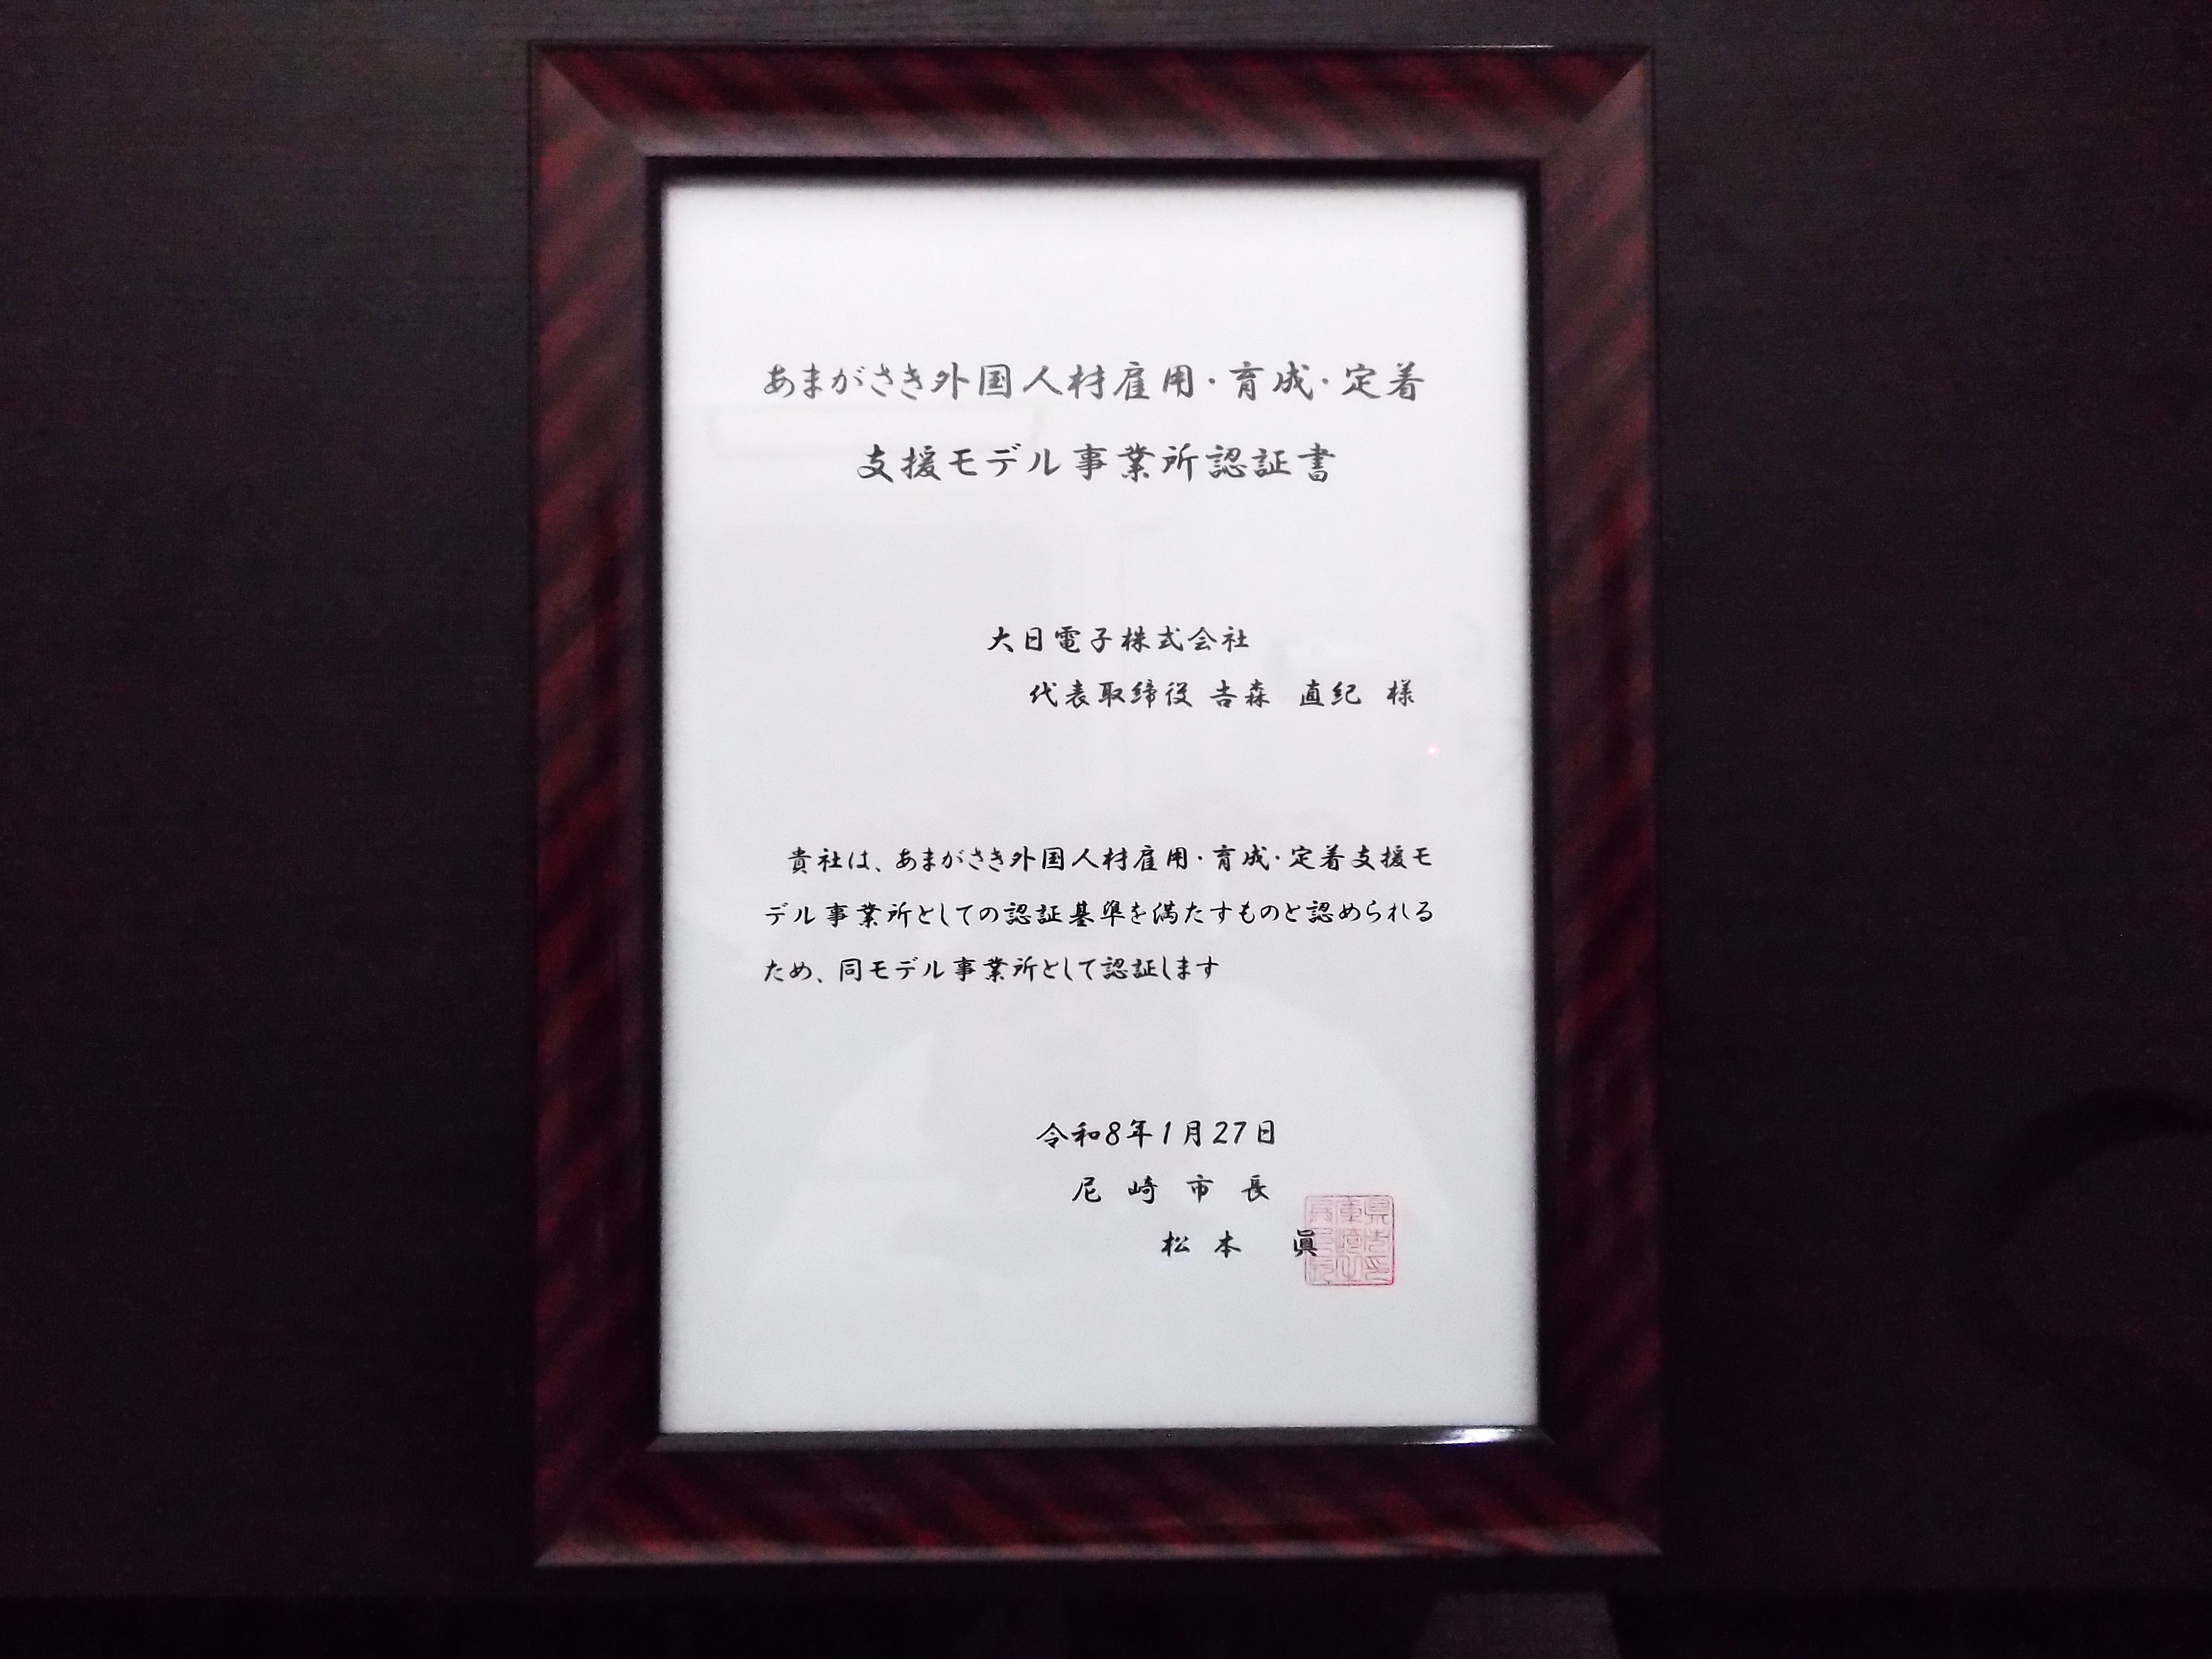 あまがさき外国人材雇用・育成・定着
支援モデル事業所認証書
大日電子株式会社
代表取締役 吉森 直紀 様
貴社は、あまがさき外国人材雇用・育成・定着支援モ
デル事業所としての認証基準を満たすものと認められる
ため、同モデル事業所として認証します
令和8年1月27日
尼崎市長
松本 眞